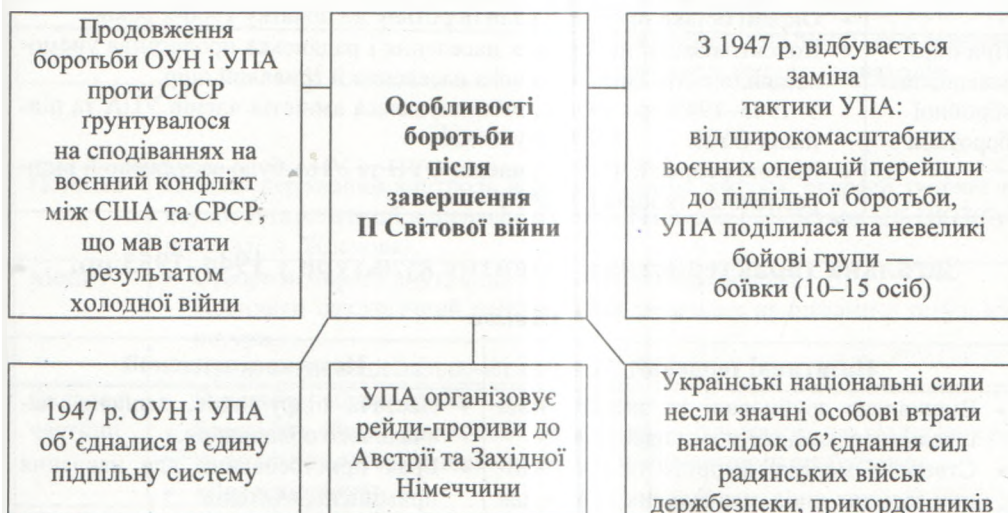 Продовження
боротьби ОУН і УПА
проти СРСР
ґрунтувалося
на сподіваннях на
воєнний конфлікт
між США та СРСР,
що мав стати
результатом
холодної війни
Особливості
боротьби
після
завершення
ІІ Світової війни
З 1947 р. відбувається
заміна
тактики УПА:
від широкомасштабних
воєнних операцій перейшли
до підпільної боротьби,
УПА поділилася на невеликі
бойові групи —
боївки (10–15 осіб)
1947 р. ОУН і УПА
об’єдналися в єдину
підпільну систему
УПА організовує
рейди-прориви до
Австрії та Західної
Німеччини
Українські національні сили
несли значні особові втрати
внаслідок об’єднання сил
радянських військ
держбезпеки, прикордонників